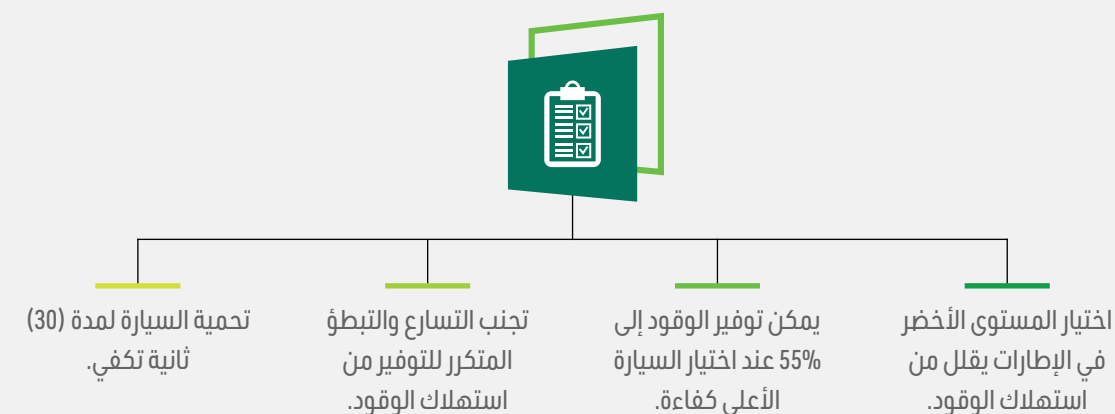 اختيار المستوى الأخضر
في الإطارات يقلل من
استهلاك الوقود.
يمكن توفير الوقود إلى
55% عند اختيار السيارة
الأعلى كفاءة.
تجنب التسارع والتبطؤ
المتكرر للتوفير من
استهلاك الوقود.
تحمية السيارة لمدة (30)
ثانية تكفي.